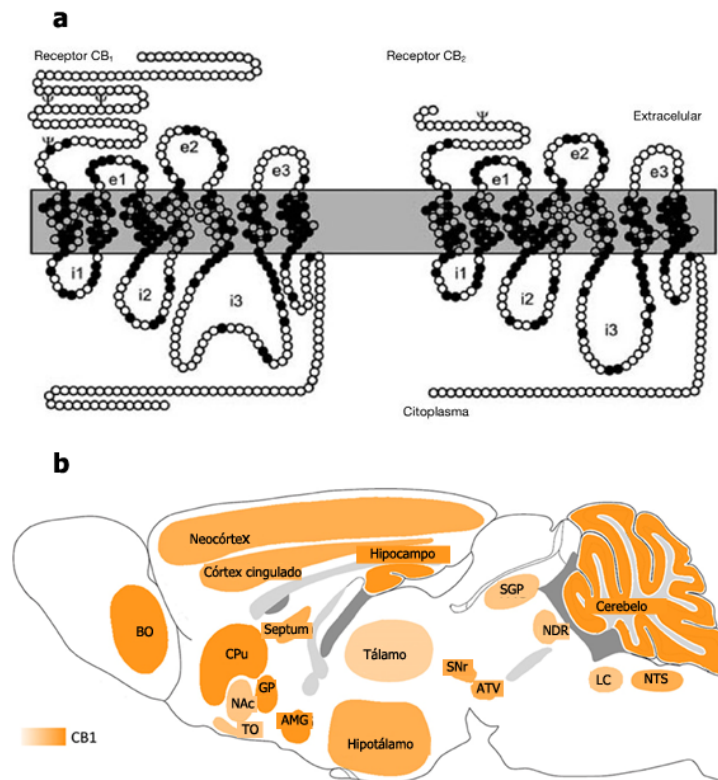 a
Receptor CB₁
Receptor CB₂
Extracelular
Ψ Ψ
Ψ
Ψ
e1
e2
e3
e1
e2
e3
i1
i2
i3
i1
i2
i3
Citoplasma
b
Neocórtex
Córtex cingulado
Hipocampo
SGP
Cerebelo
BO
Septum
NDR
CPu
Tálamo
SNr
LC
NTS
GP
ATV
NAc
AMG
TO
Hipotálamo
CB1